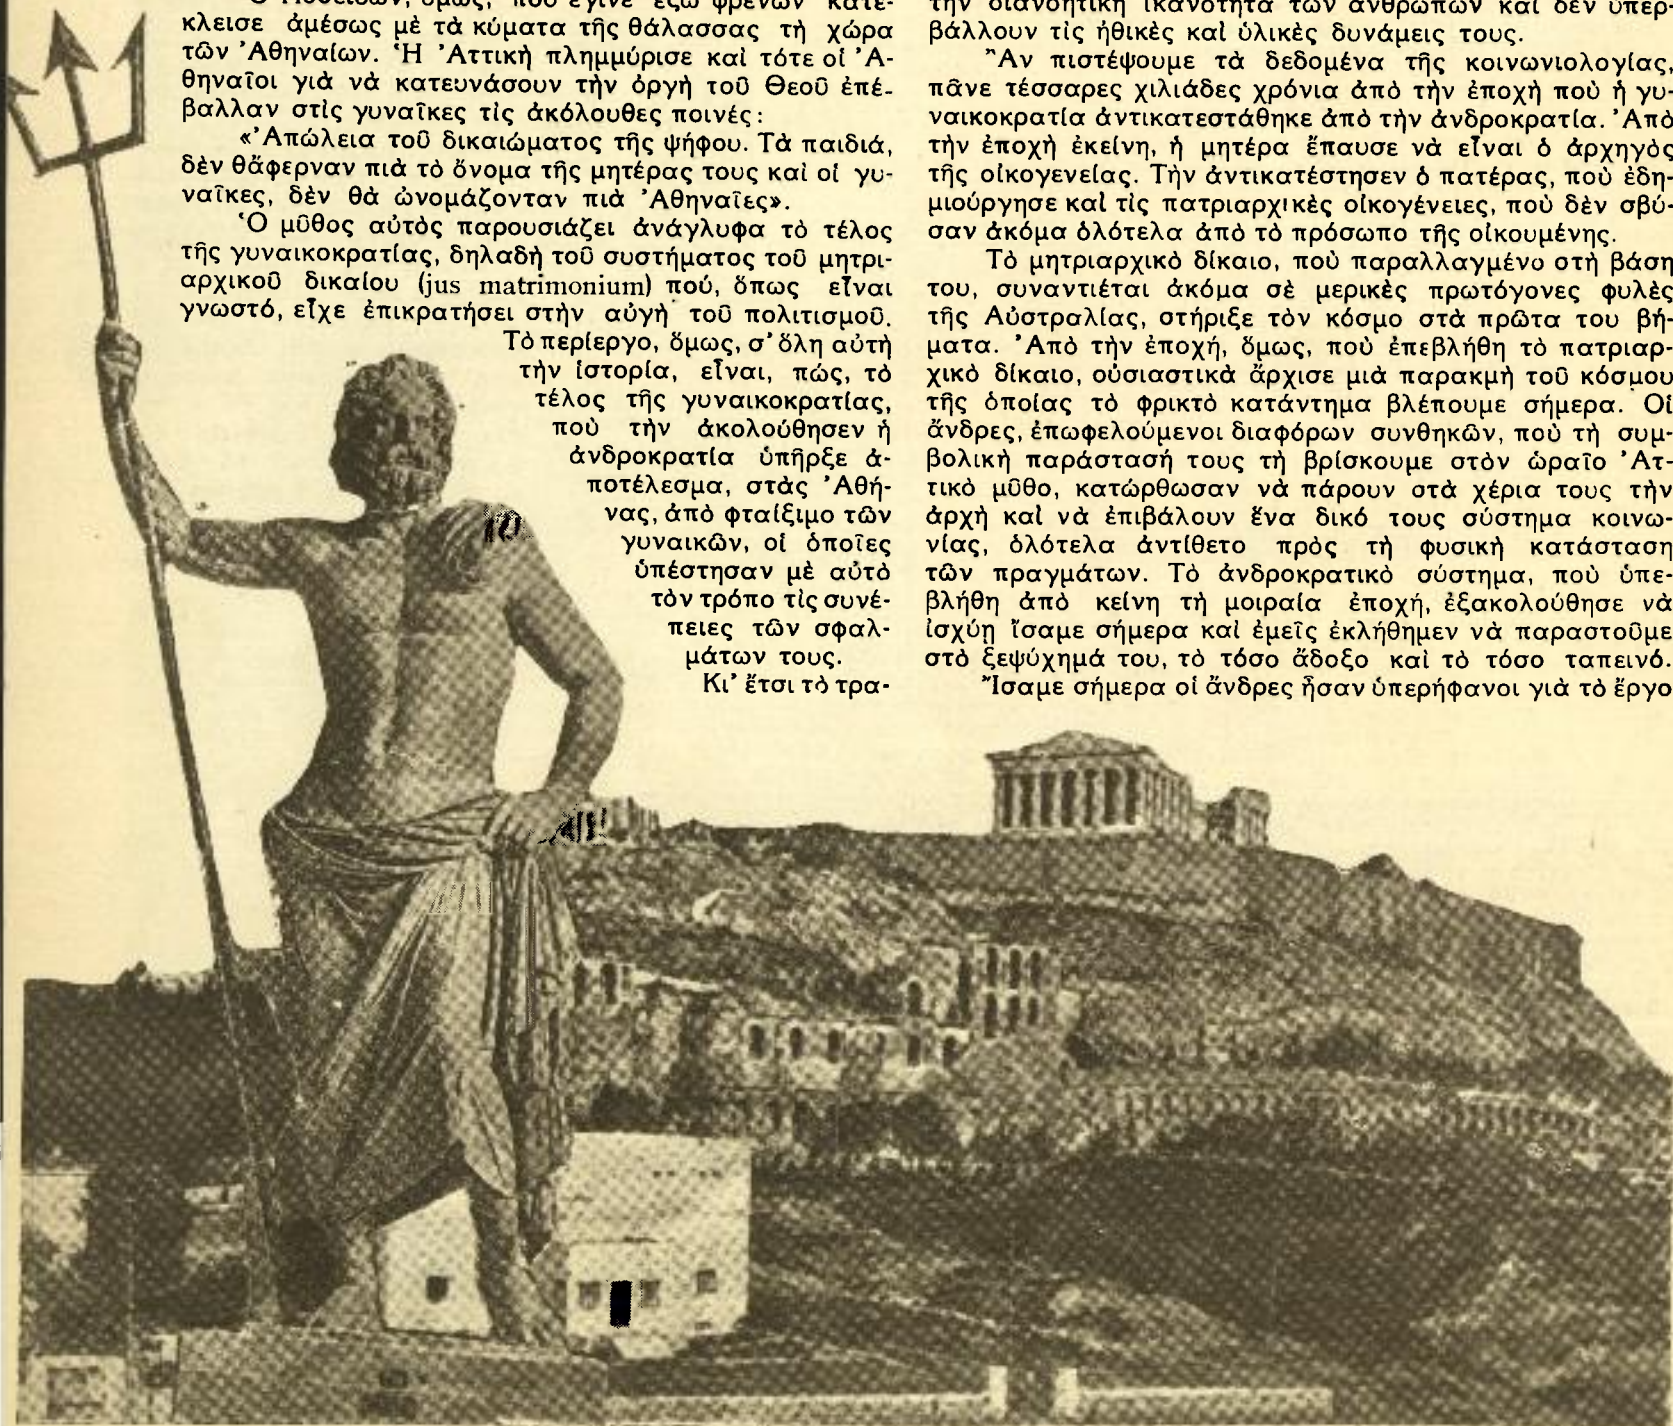 Ὁ Ποσειδῶν, ὅμως, ποὺ ἔγινε ἔξω φρενῶν κατέ-
κλεισε ἀμέσως μὲ τὰ κύματα τῆς θάλασσας τὴ χώρα
τῶν Ἀθηναίων. Ἡ Ἀττικὴ πλημμύρισε καὶ τότε οἱ Ἀ-
θηναῖοι γιὰ νὰ κατευνάσουν τὴν ὀργὴ τοῦ Θεοῦ ἐπέ-
βαλλαν στὶς γυναῖκες τὶς ἀκόλουθες ποινές:
«Ἀπώλεια τοῦ δικαιώματος τῆς ψήφου. Τὰ παιδιά,
δὲν θἄφερναν πιὰ τὸ ὄνομα τῆς μητέρας τους καὶ οἱ γυ-
ναῖκες, δὲν θὰ ὠνομάζονταν πιὰ Ἀθηναῖες».
Ὁ μῦθος αὐτὸς παρουσιάζει ἀνάγλυφα τὸ τέλος
τῆς γυναικοκρατίας, δηλαδὴ τοῦ συστήματος τοῦ μητρι-
αρχικοῦ δικαίου (jus matrimonium) πού, ὅπως εἶναι
γνωστό, εἶχε ἐπικρατήσει στὴν αὐγὴ τοῦ πολιτισμοῦ.
Τὸ περίεργο, ὅμως, σ' ὅλη αὐτὴ
τὴν ἱστορία, εἶναι, πώς, τὸ
τέλος τῆς γυναικοκρατίας,
ποὺ τὴν ἀκολούθησεν ἡ
ἀνδροκρατία ὑπῆρξε ἀ-
ποτέλεσμα, στὰς Ἀθή-
νας, ἀπὸ φταίξιμο τῶν
γυναικῶν, οἱ ὁποῖες
ὑπέστησαν μὲ αὐτὸ
τὸν τρόπο τὶς συνέ-
πειες τῶν σφαλ-
μάτων τους.
Κι' ἔτσι τὸ τρα-
τὴν διανοητικὴ ἱκανότητα τῶν ἀνθρώπων καὶ δὲν ὑπερ-
βάλλουν τὶς ἠθικὲς καὶ ὑλικὲς δυνάμεις τους.
Ἂν πιστέψουμε τὰ δεδομένα τῆς κοινωνιολογίας,
πᾶνε τέσσαρες χιλιάδες χρόνια ἀπὸ τὴν ἐποχὴ ποὺ ἡ γυ-
ναικοκρατία ἀντικατεστάθηκε ἀπὸ τὴν ἀνδροκρατία. Ἀπὸ
τὴν ἐποχὴ ἐκείνη, ἡ μητέρα ἔπαυσε νὰ εἶναι ὁ ἀρχηγὸς
τῆς οἰκογενείας. Τὴν ἀντικατέστησεν ὁ πατέρας, ποὺ ἐδη-
μιούργησε καὶ τὶς πατριαρχικὲς οἰκογένειες, ποὺ δὲν σβύ-
σαν ἀκόμα ὁλότελα ἀπὸ τὸ πρόσωπο τῆς οἰκουμένης.
Τὸ μητριαρχικὸ δίκαιο, ποὺ παραλλαγμένο στὴ βάση
του, συναντιέται ἀκόμα σὲ μερικὲς πρωτόγονες φυλὲς
τῆς Αὐστραλίας, στήριξε τὸν κόσμο στὰ πρῶτα του βή-
ματα. Ἀπὸ τὴν ἐποχή, ὅμως, ποὺ ἐπεβλήθη τὸ πατριαρ-
χικὸ δίκαιο, οὐσιαστικὰ ἄρχισε μιὰ παρακμὴ τοῦ κόσμου
τῆς ὁποίας τὸ φρικτὸ κατάντημα βλέπουμε σήμερα. Οἱ
ἄνδρες, ἐπωφελούμενοι διαφόρων συνθηκῶν, ποὺ τὴ συμ-
βολικὴ παράστασή τους τὴ βρίσκουμε στὸν ὡραῖο Ἀτ-
τικὸ μῦθο, κατώρθωσαν νὰ πάρουν στὰ χέρια τους τὴν
ἀρχὴ καὶ νὰ ἐπιβάλουν ἕνα δικό τους σύστημα κοινω-
νίας, ὁλότελα ἀντίθετο πρὸς τὴ φυσικὴ κατάσταση
τῶν πραγμάτων. Τὸ ἀνδροκρατικὸ σύστημα, ποὺ ὑπε-
βλήθη ἀπὸ κείνη τὴ μοιραία ἐποχή, ἐξακολούθησε νὰ
ἰσχύῃ ἴσαμε σήμερα καὶ ἐμεῖς ἐκλήθημεν νὰ παραστοῦμε
στὸ ξεψύχημά του, τὸ τόσο ἄδοξο καὶ τὸ τόσο ταπεινό.
Ἴσαμε σήμερα οἱ ἄνδρες ἦσαν ὑπερήφανοι γιὰ τὸ ἔργο